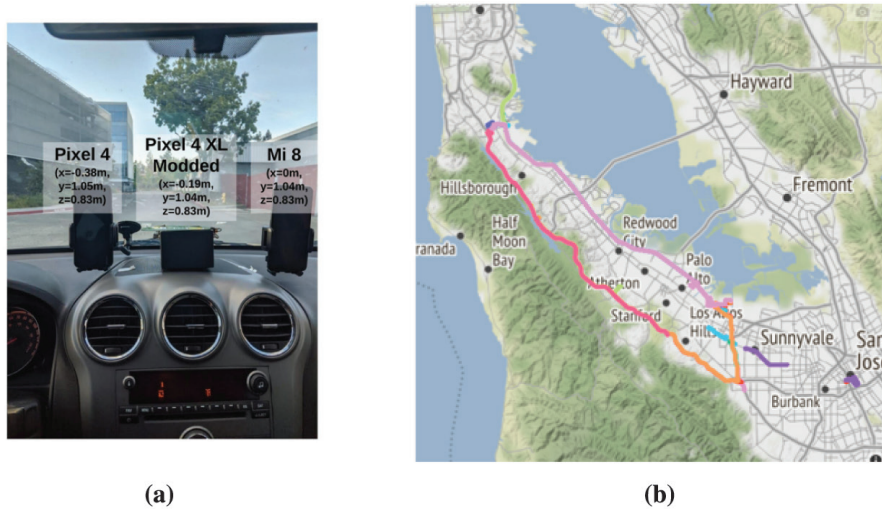 Pixel 4
(x=-0.38m,
y=1.05m,
z=0.83m)
Pixel 4 XL
Modded
(x=-0.19m,
y=1.04m,
z=0.83m)
Mi 8
(x=0m,
y=1.04m,
z=0.83m)
(a)
Hayward
Hillsborough
Fremont
Half
Moon
Bay
ranada
Redwood
City
Palo
Alto
Atherton
Stanford
Los Altos
Hills
Sunnyvale
San
Jose
Burbank
(b)